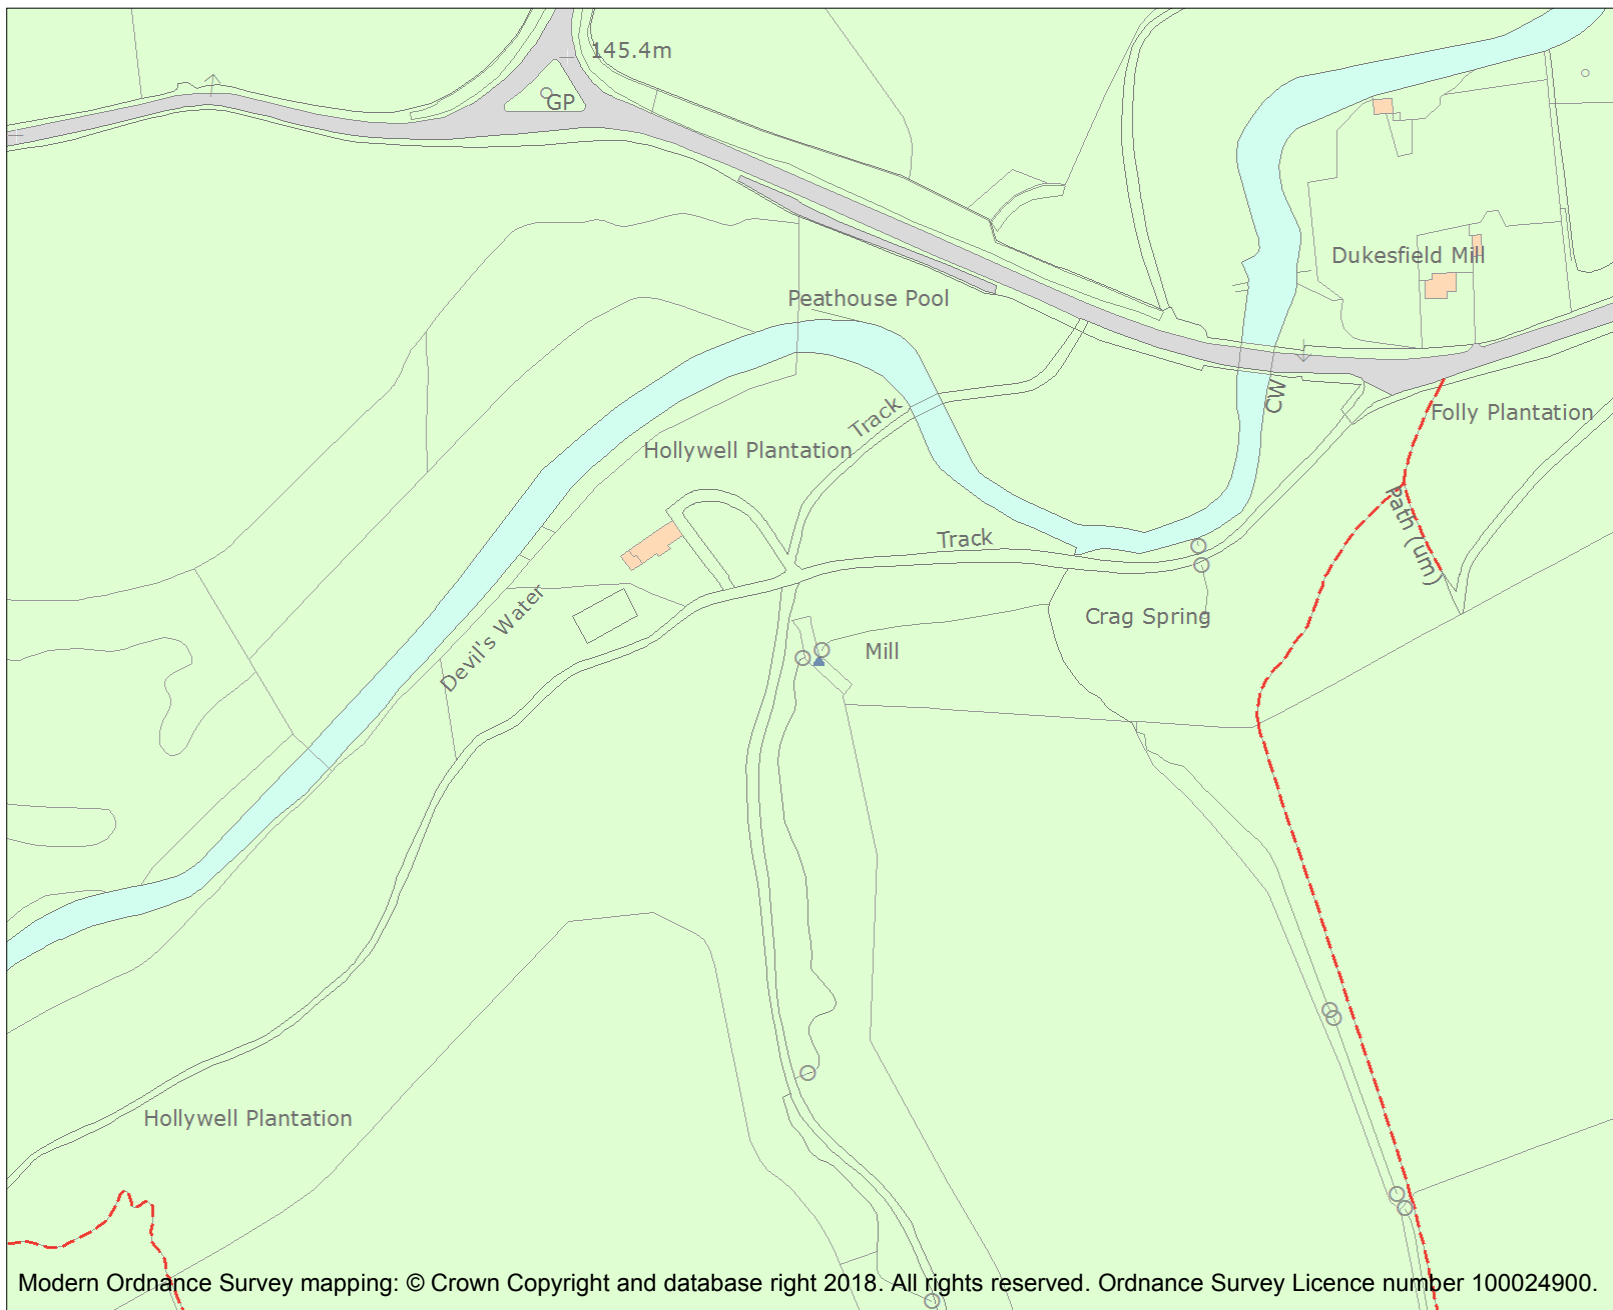 145.4m
GP
Dukesfield Mill
Peathouse Pool
CW
Track
Folly Plantation
Hollywell Plantation
Path (um)
Track
Devil's Water
Crag Spring
Mill
Hollywell Plantation
Modern Ordnance Survey mapping: © Crown Copyright and database right 2018. All rights reserved. Ordnance Survey Licence number 100024900.